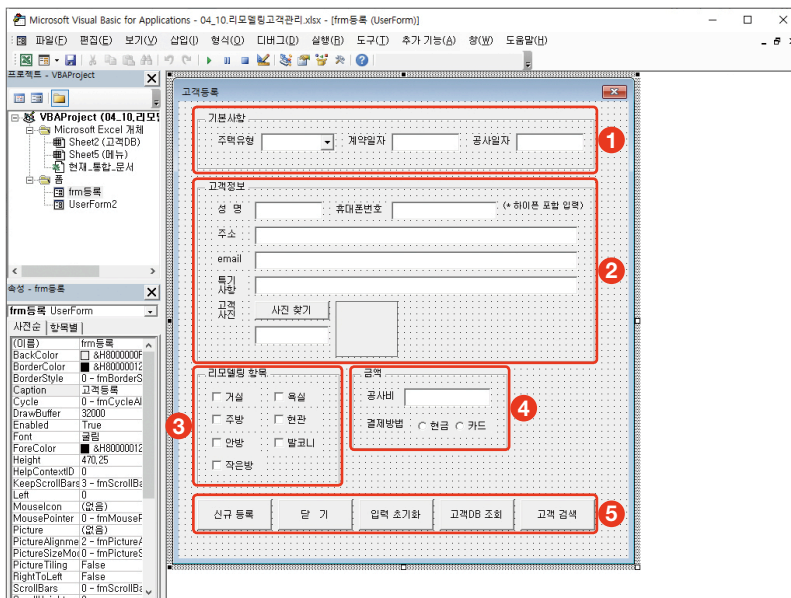 Microsoft Visual Basic for Applications - 04_10.리모델링고객관리.xlsx - [frm등록 (UserForm)]
파일(F) 편집(E) 보기(V) 삽입(I) 형식(O) 디버그(D) 실행(R) 도구(T) 추가 기능(A) 창(W) 도움말(H)
프로젝트 - VBAProject
VBAProject (04_10.리모
Microsoft Excel 개체
Sheet2 (고객DB)
Sheet5 (메뉴)
현재_통합_문서
폼
frm등록
UserForm2
속성 - frm등록
frm등록 UserForm
사전순 항목별
(이름) frm등록
BackColor &H8000000F
BorderColor &H80000012
BorderStyle 0 - fmBorderS
Caption 고객등록
Cycle 0 - fmCycleAl
DrawBuffer 32000
Enabled True
Font 굴림
ForeColor &H80000012
Height 470,25
HelpContextID 0
KeepScrollBars 3 - fmScrollBa
Left 0
MouseIcon (없음)
MousePointer 0 - fmMouseP
Picture (없음)
PictureAlignme 2 - fmPictureA
PictureSizeMo 0 - fmPictureS
PictureTiling False
RightToLeft False
ScrollBars 0 - fmScrollBa
고객등록
기본사항
주택유형 계약일자 공사일자
1
고객정보
성 명 휴대폰번호 (* 하이픈 포함 입력)
주소
email
2
특기
사항
고객
사진
사진 찾기
리모델링 항목
거실 욕실
주방 현관
안방 발코니
작은방
3
금액
공사비
결제방법 현금 카드
4
신규 등록 닫 기 입력 초기화 고객DB 조회 고객 검색
5